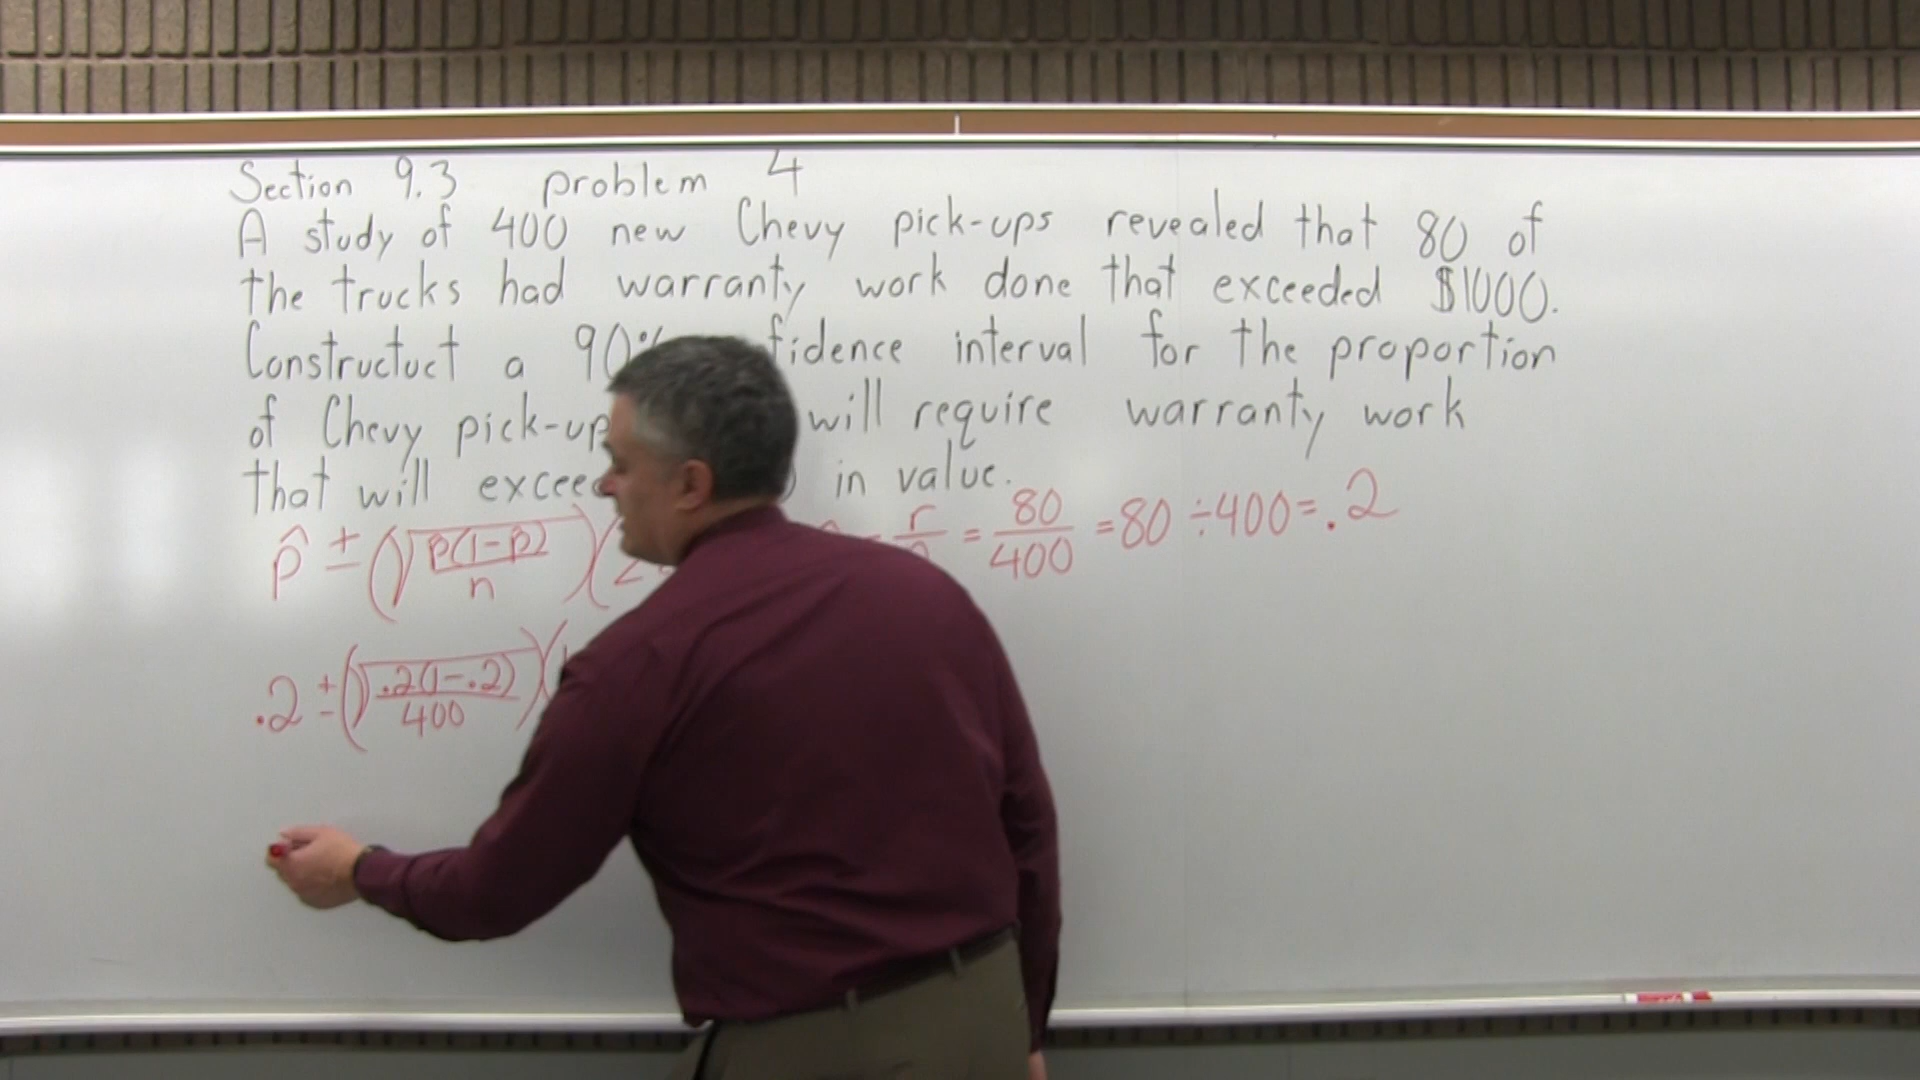 Section 9.3 problem 4
A study of 400 new Chevy pick-ups revealed that 80 of
the trucks had warranty work done that exceeded $1000.
Constructuct a 90% fidence interval for the proportion
of Chevy pick-up will require warranty work
that will exceed in value.
p̂ ± (√(p(1-p)/n))( = r/n = 80/400 = 80 ÷ 400 = .2
.2 ± (√(.2(1-.2)/400))(